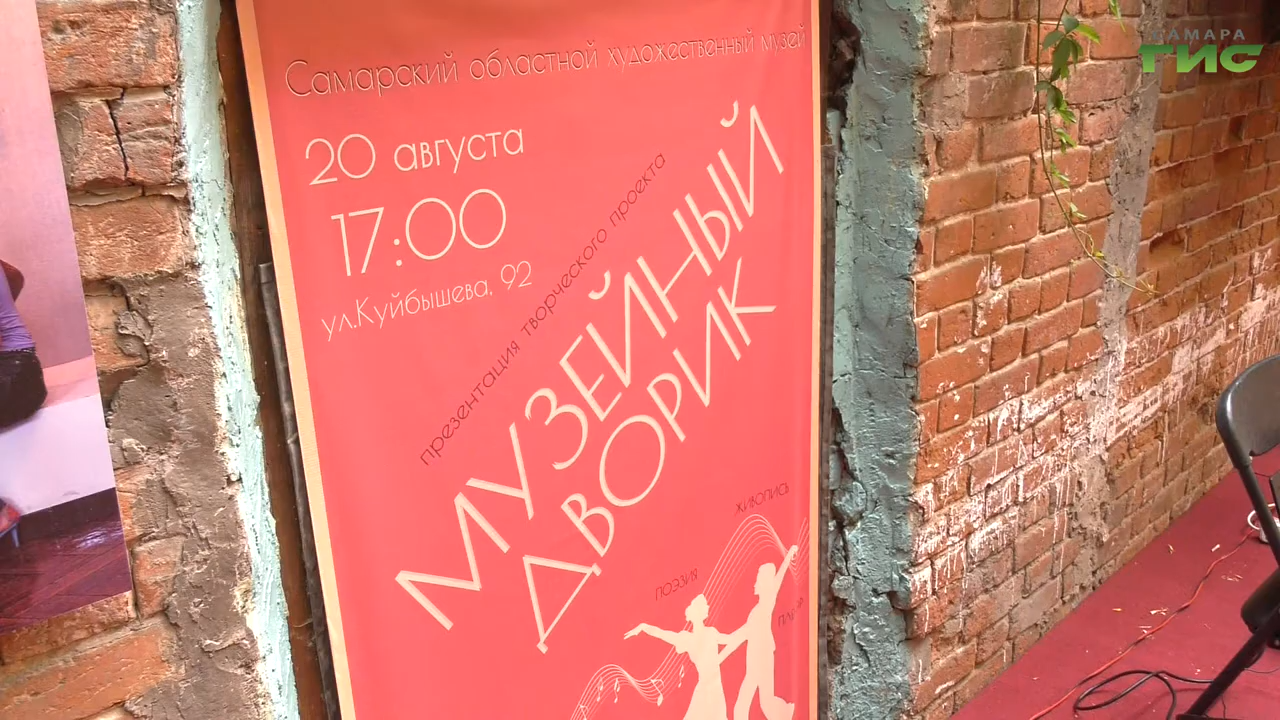 Самарский областной художественный музей
20 августа
17:00
ул.Куйбышева, 92
презентация творческого проекта
МУЗЕЙНЫЙ
ДВОРИК
живопись
поэзия
САМАРА
ГИС